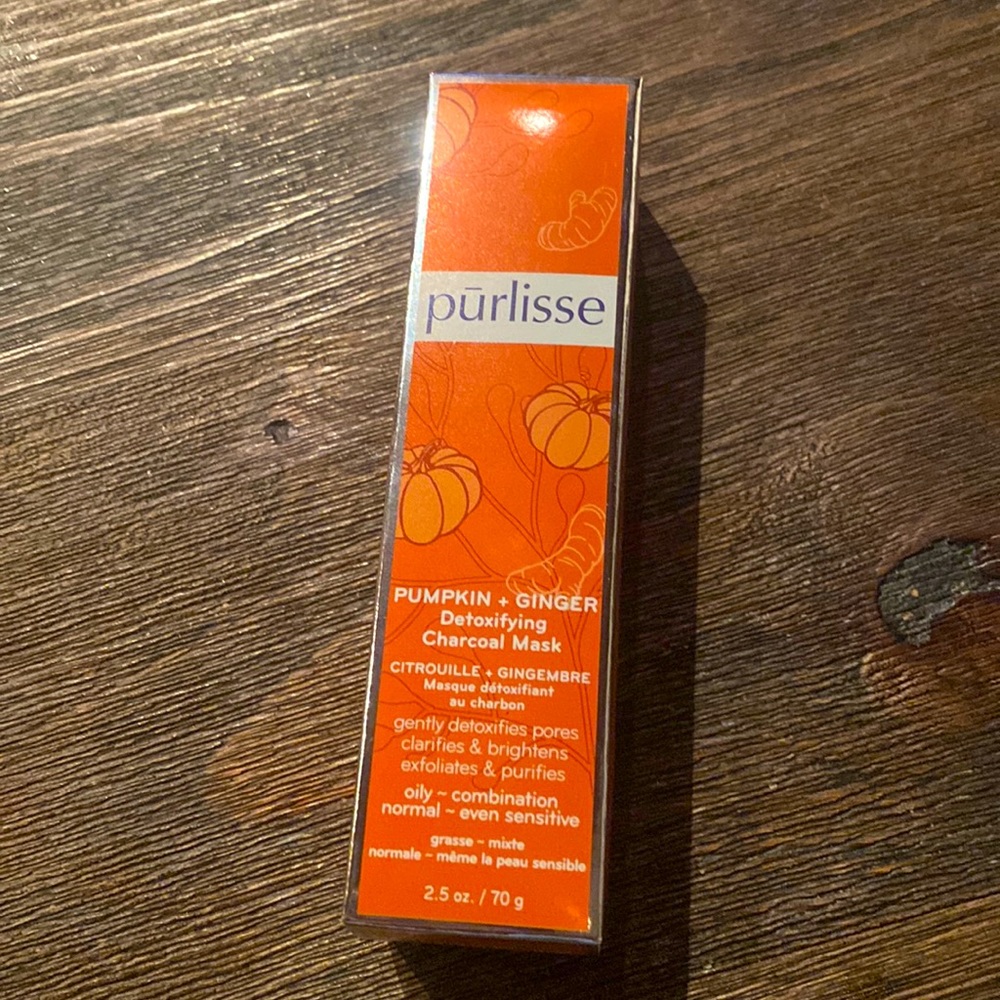 pūrlisse
PUMPKIN + GINGER
Detoxifying
Charcoal Mask
CITROUILLE + GINGEMBRE
Masque détoxifiant
au charbon
gently detoxifies pores
clarifies & brightens
exfoliates & purifies
oily ~ combination
normal ~ even sensitive
grasse ~ mixte
normale ~ même la peau sensible
2.5 oz. / 70 g